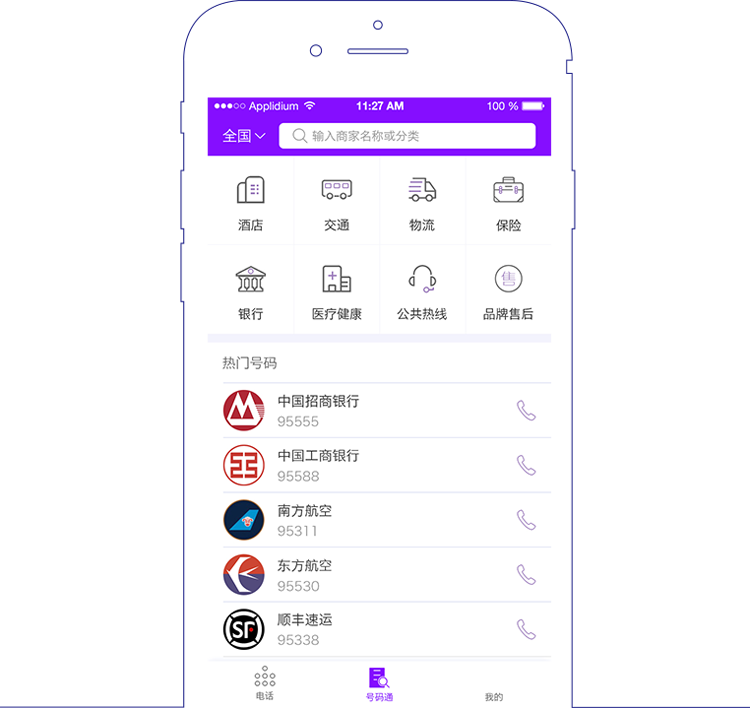 Applidium 11:27 AM 100 %
全国 输入商家名称或分类
酒店 交通 物流 保险
售
银行 医疗健康 公共热线 品牌售后
热门号码
中国招商银行
95555
中国工商银行
95588
南方航空
95311
东方航空
95530
SF
顺丰速运
95338
电话 号码通 我的